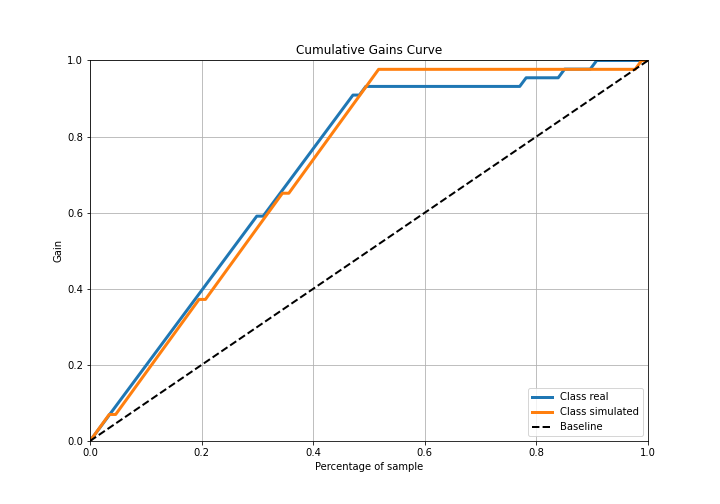 Cumulative Gains Curve
1.0
0.8
0.6
0.4
0.2
0.0
Gain
0.0 0.2 0.4 0.6 0.8 1.0
Percentage of sample
Class real
Class simulated
Baseline